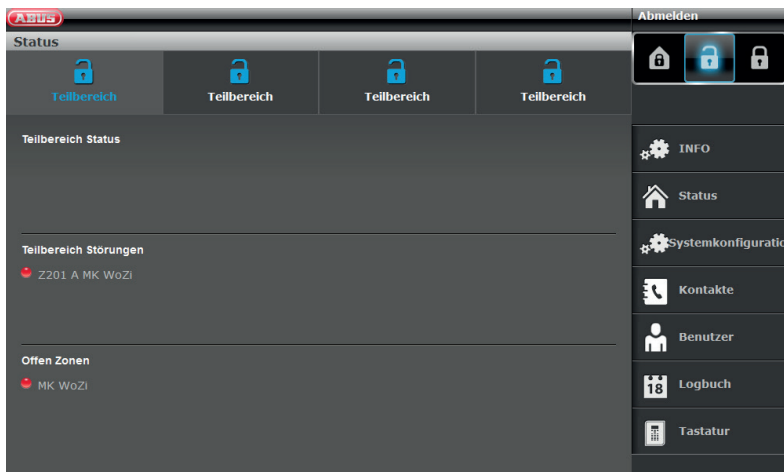 ABUS
Abmelden
Status
Teilbereich
Teilbereich
Teilbereich
Teilbereich
Teilbereich Status
Teilbereich Störungen
Z201 A MK WoZi
Offen Zonen
MK WoZi
INFO
Status
Systemkonfiguratio
Kontakte
Benutzer
18
Logbuch
Tastatur